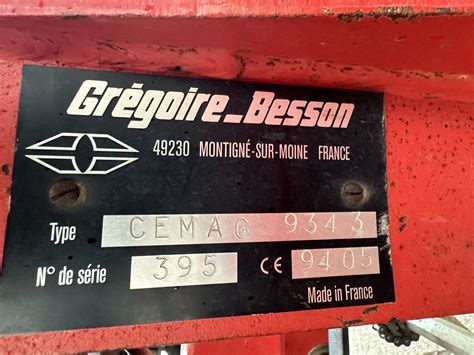 Grégoire_Besson
49230 MONTIGNÉ-SUR-MOINE FRANCE
Type CEMAG 9343
N° de série 395 CE 9405
Made in France